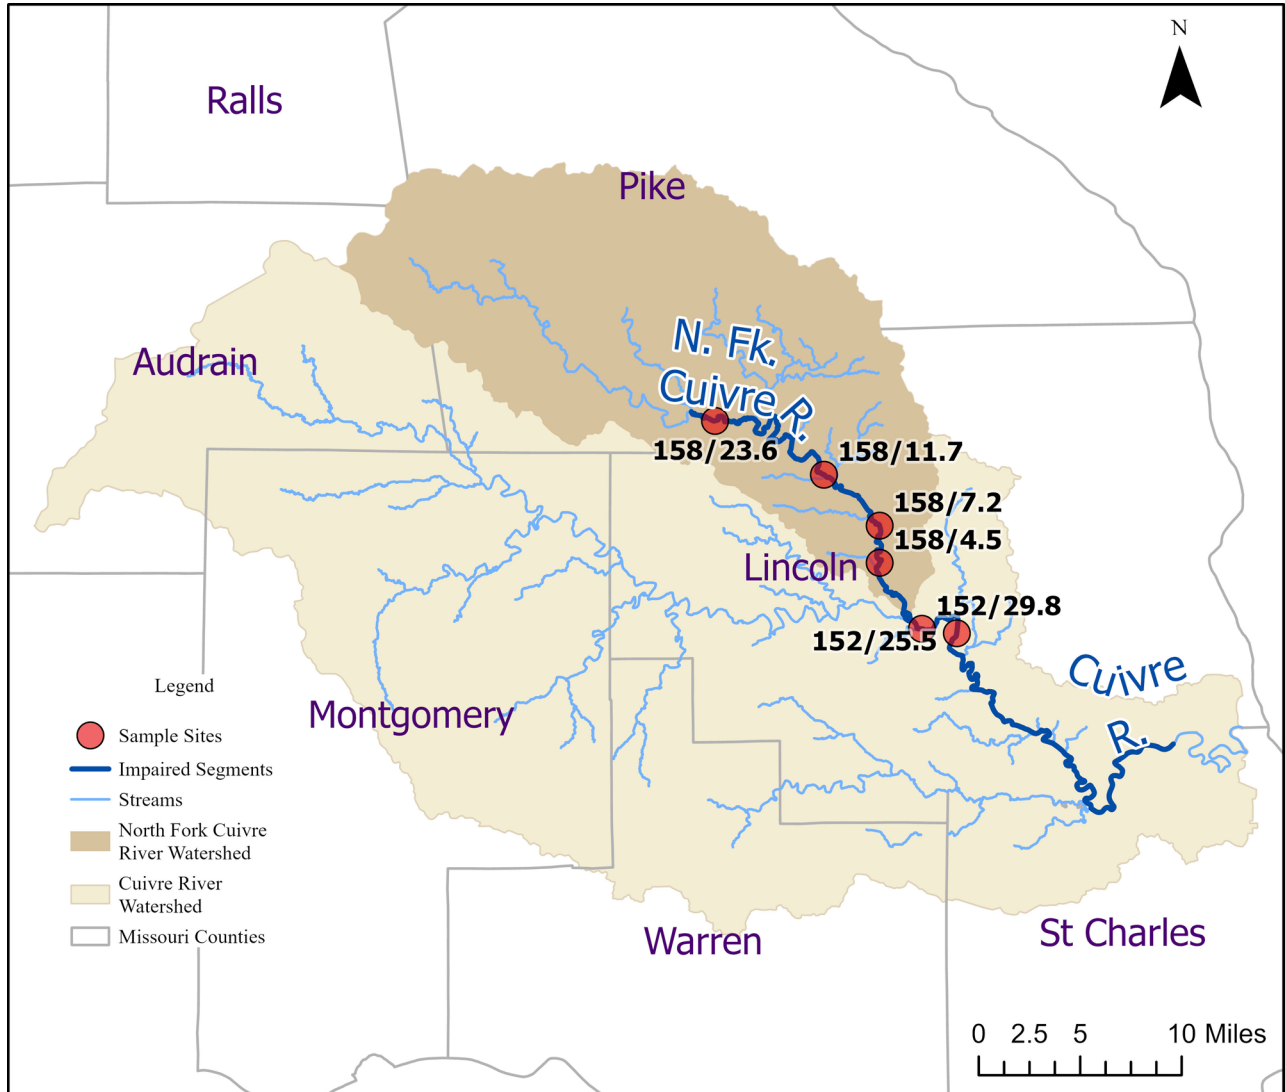 N
Ralls
Pike
Audrain
N. Fk.
Cuivre R.
158/23.6
158/11.7
158/7.2
158/4.5
Lincoln
152/29.8
152/25.5
Cuivre
R.
Montgomery
Legend
Sample Sites
Impaired Segments
Streams
North Fork Cuivre
River Watershed
Cuivre River
Watershed
Missouri Counties
Warren
St Charles
0 2.5 5 10 Miles